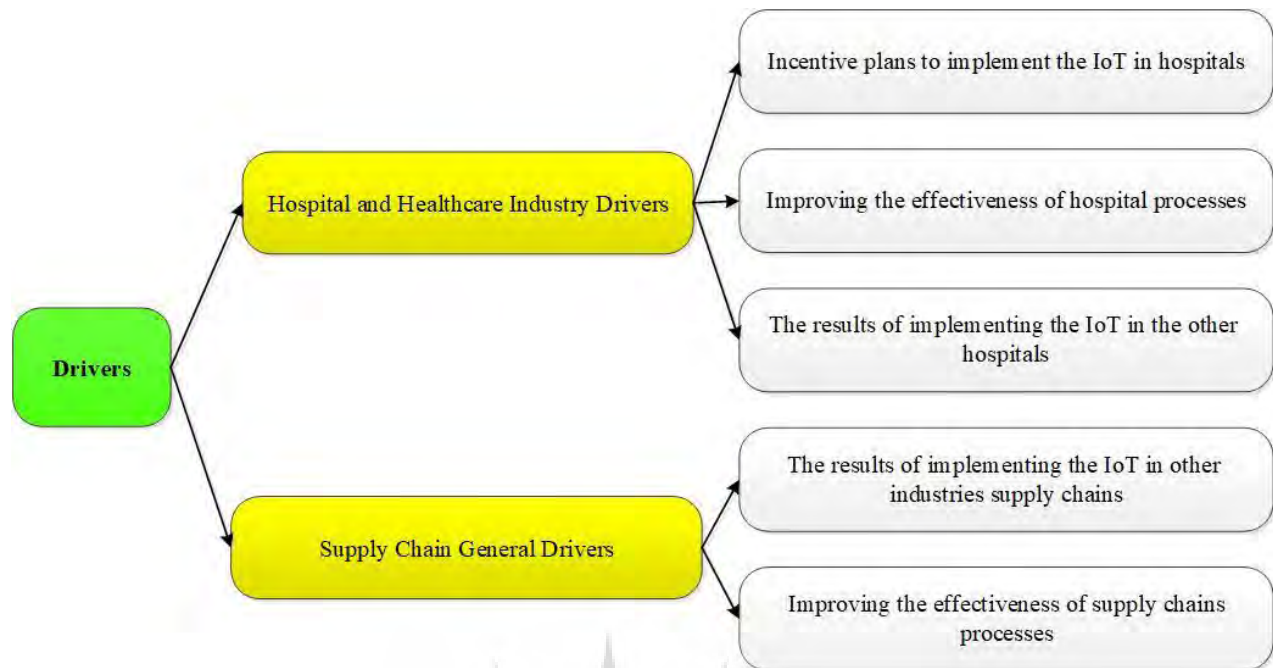 Incentive plans to implement the IoT in hospitals
Hospital and Healthcare Industry Drivers
Improving the effectiveness of hospital processes
The results of implementing the IoT in the other
hospitals
Drivers
The results of implementing the IoT in other
industries supply chains
Supply Chain General Drivers
Improving the effectiveness of supply chains
processes